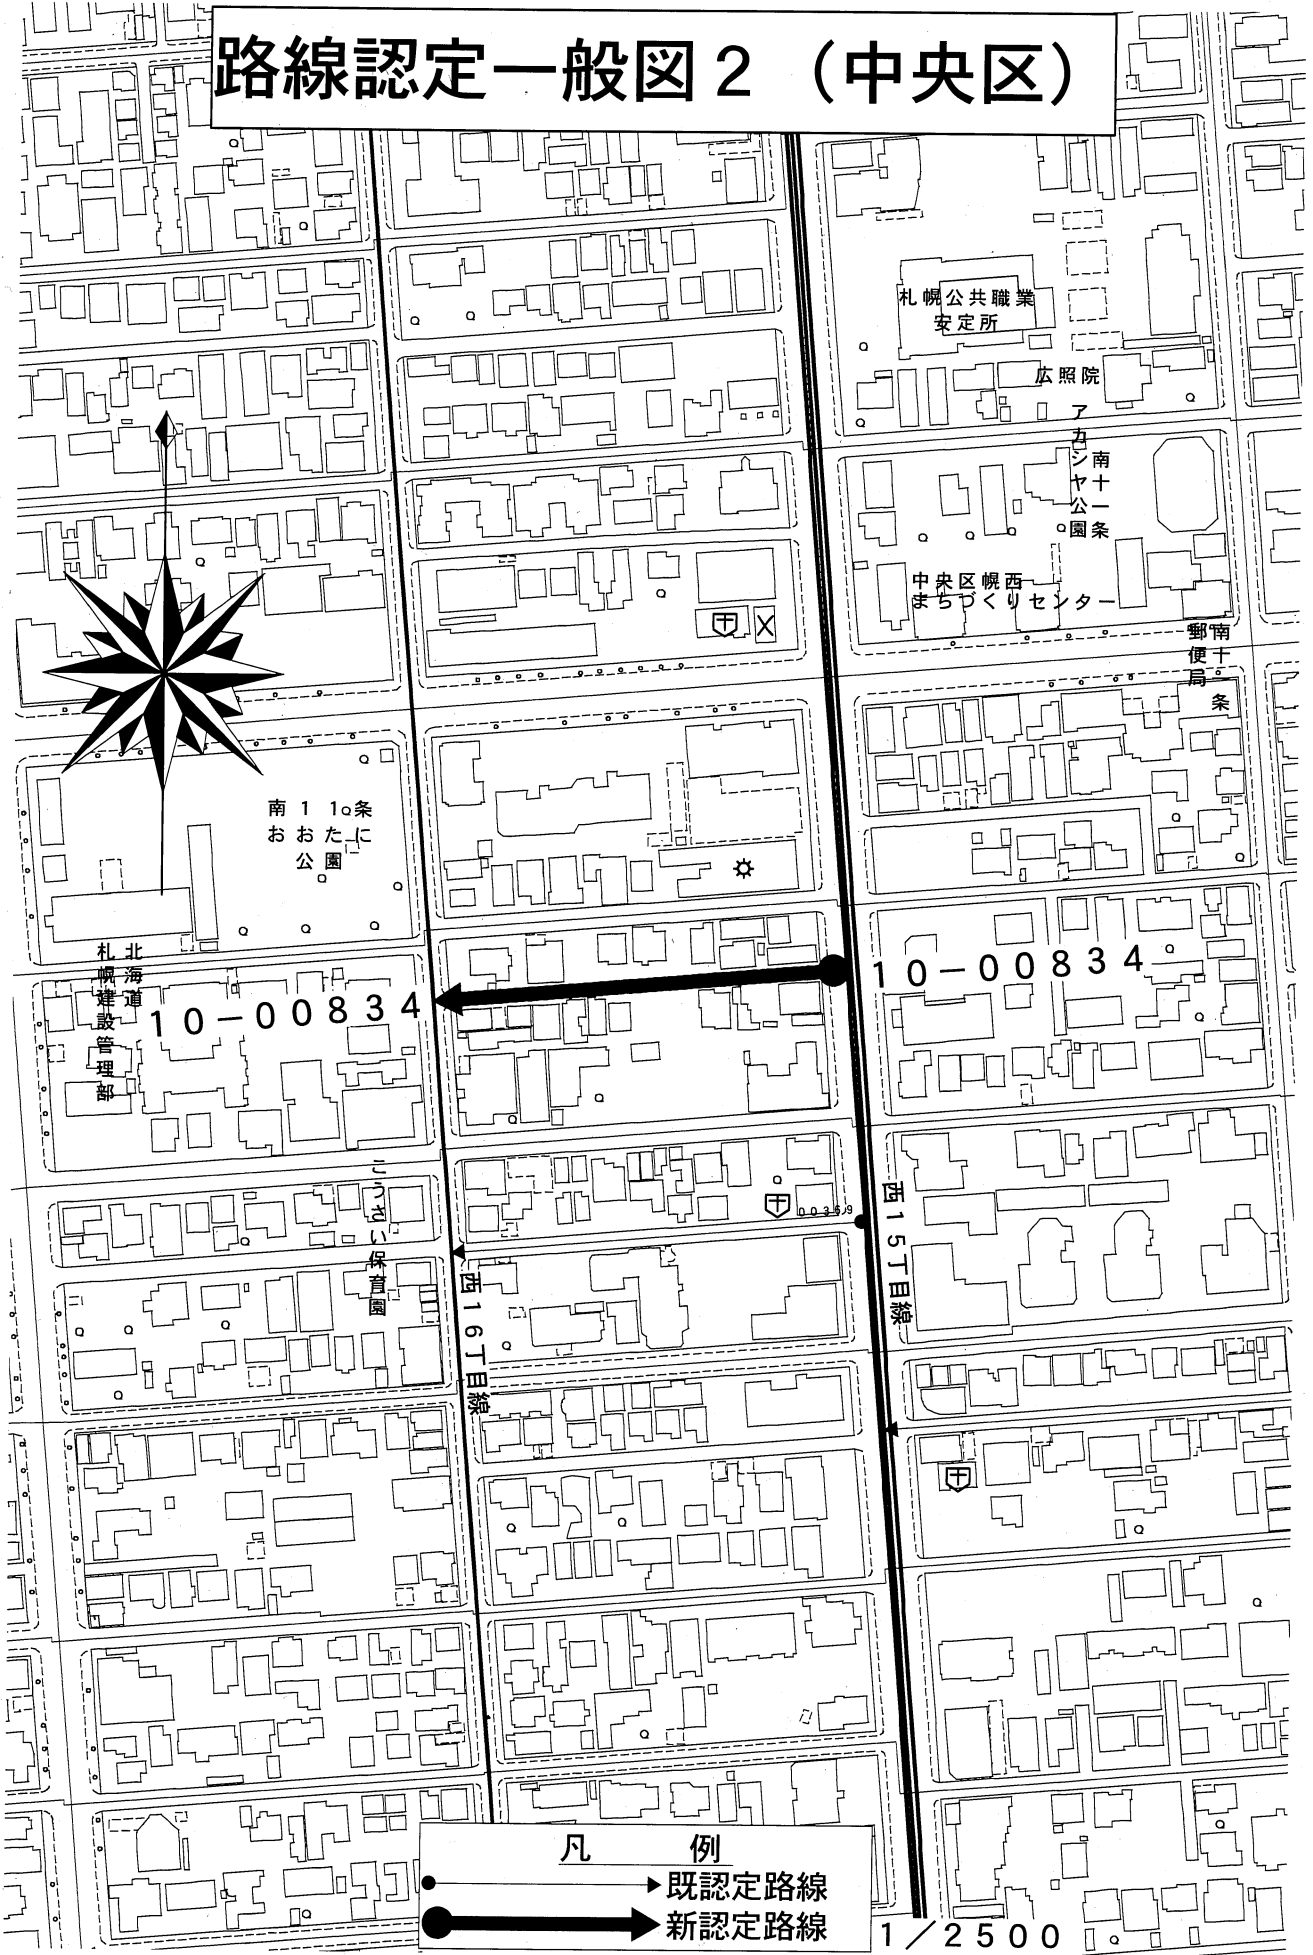 路線認定一般図２（中央区）
札幌公共職業
安定所
広照院
南十一条
アカシヤ公園
中央区幌西
まちづくりセンター
南十一条
郵便局
南１１条
おおたに
公園
北海道
札幌建設管理部
１０－００８３４
１０－００８３４
こうさい保育園
00369
西１５丁目線
西１６丁目線
凡 例
既認定路線
新認定路線
１／２５００